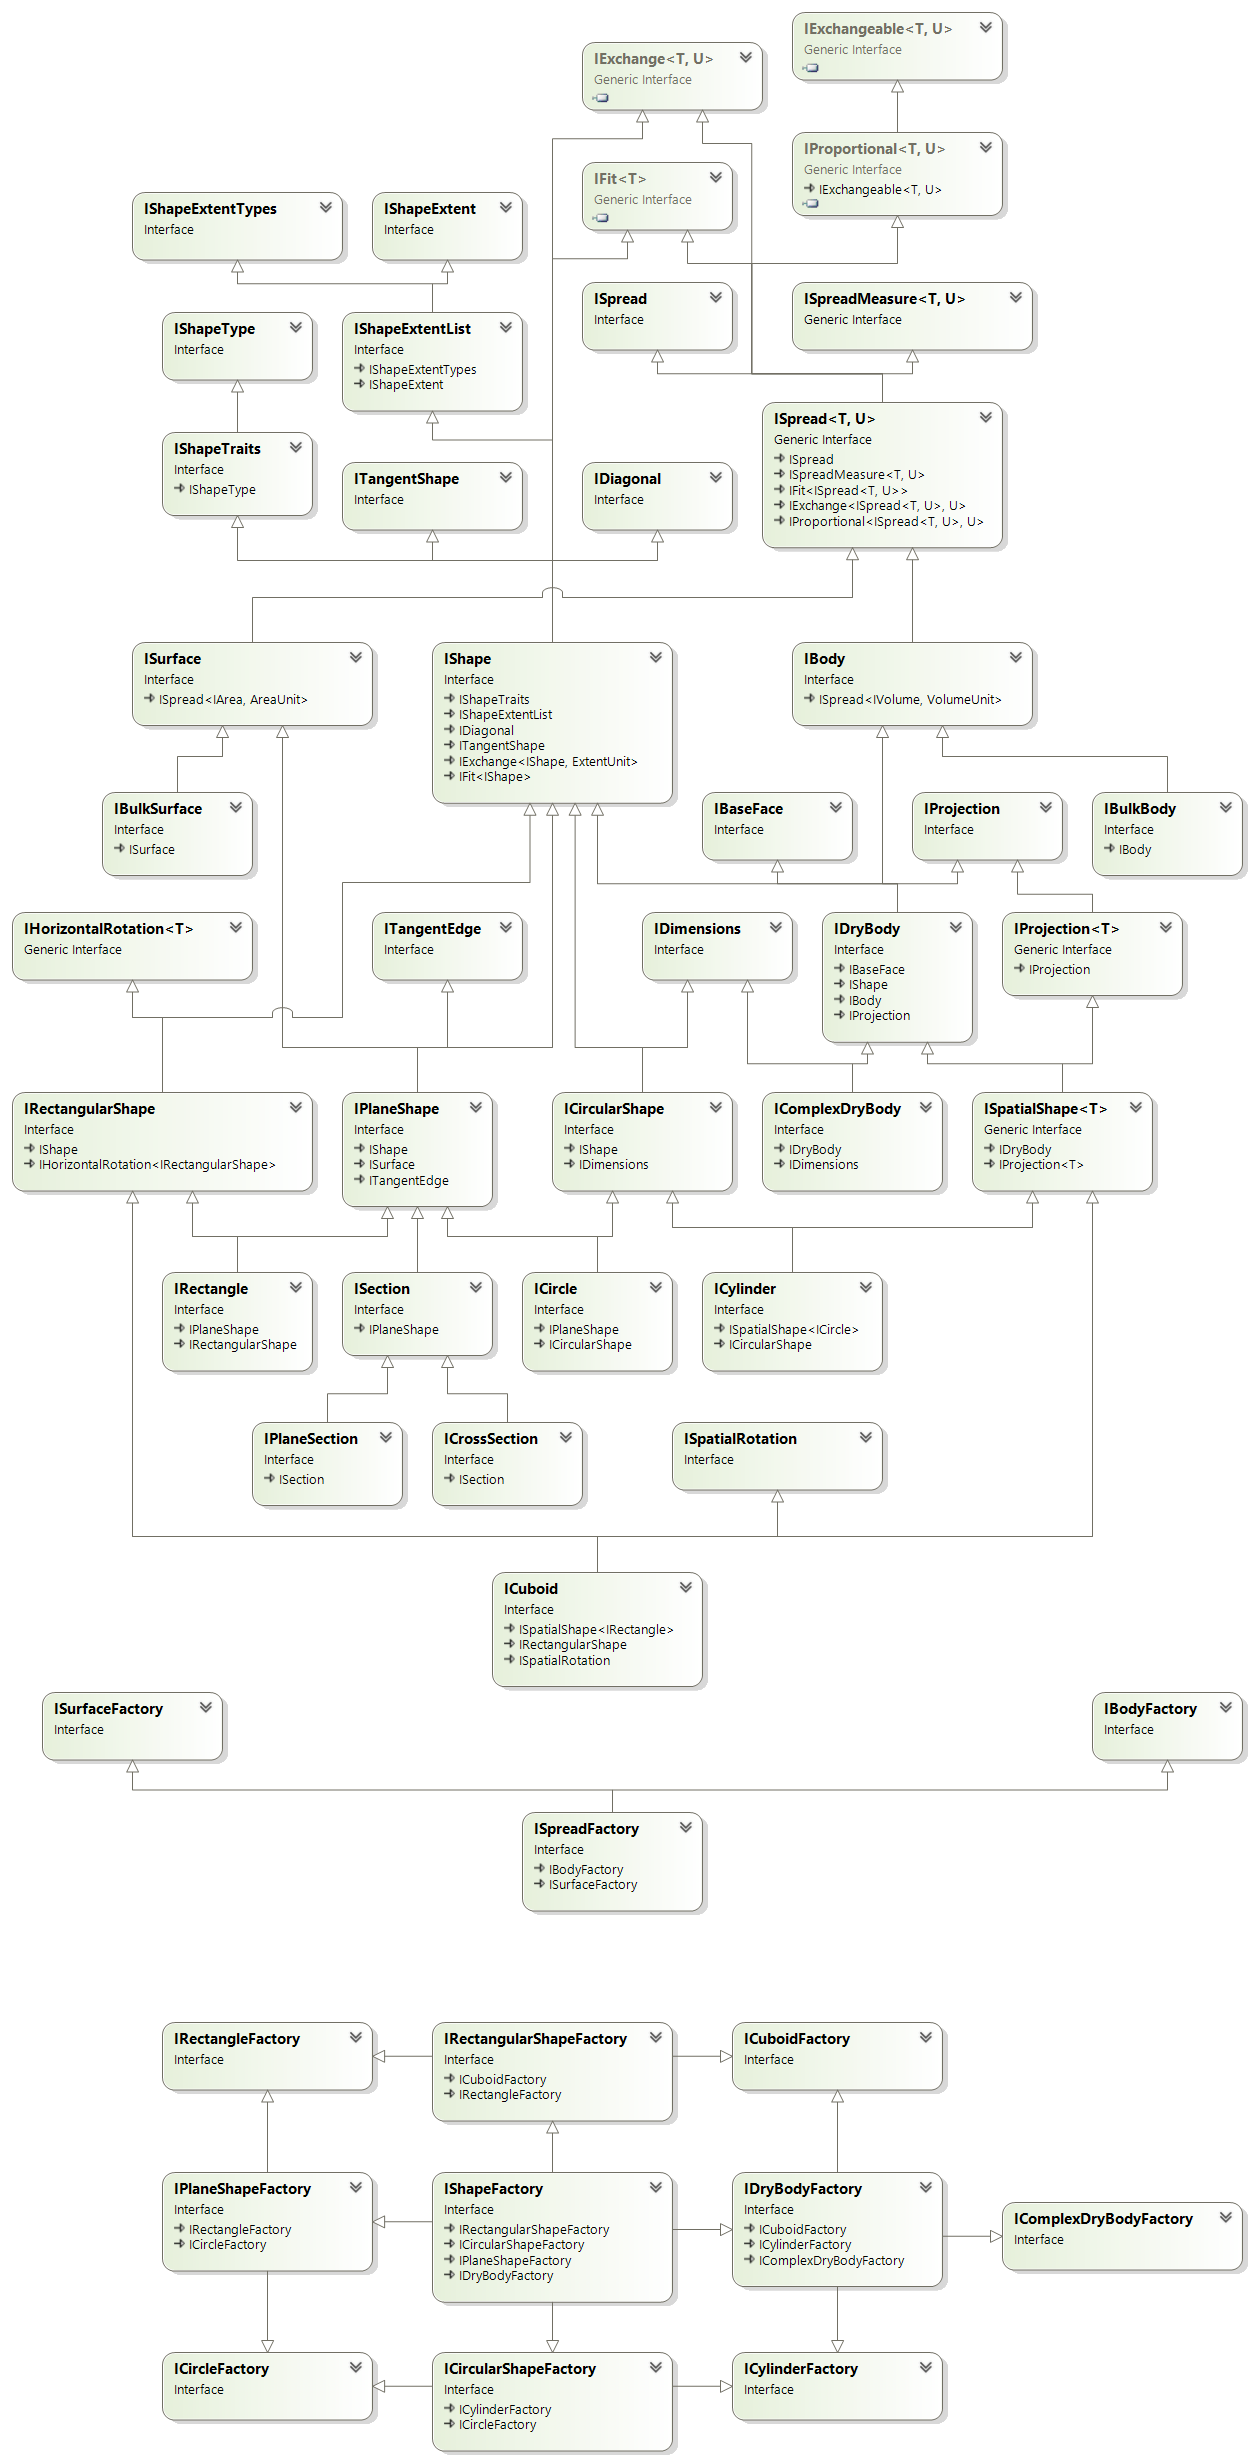 IExchangeable<T, U>
Generic Interface
IExchange<T, U>
Generic Interface
IProportional<T, U>
Generic Interface
IExchangeable<T, U>
IFit<T>
Generic Interface
IShapeExtentTypes
Interface
IShapeExtent
Interface
ISpread
Interface
ISpreadMeasure<T, U>
Generic Interface
IShapeType
Interface
IShapeExtentList
Interface
IShapeExtentTypes
IShapeExtent
ISpread<T, U>
Generic Interface
ISpread
ISpreadMeasure<T, U>
IFit<ISpread<T, U>>
IExchange<ISpread<T, U>, U>
IProportional<ISpread<T, U>, U>
IShapeTraits
Interface
IShapeType
ITangentShape
Interface
IDiagonal
Interface
ISurface
Interface
ISpread<IArea, AreaUnit>
IShape
Interface
IShapeTraits
IShapeExtentList
IDiagonal
ITangentShape
IExchange<IShape, ExtentUnit>
IFit<IShape>
IBody
Interface
ISpread<IVolume, VolumeUnit>
IBulkSurface
Interface
ISurface
IBaseFace
Interface
IProjection
Interface
IBulkBody
Interface
IBody
IHorizontalRotation<T>
Generic Interface
ITangentEdge
Interface
IDimensions
Interface
IDryBody
Interface
IBaseFace
IShape
IBody
IProjection
IProjection<T>
Generic Interface
IProjection
IRectangularShape
Interface
IShape
IHorizontalRotation<IRectangularShape>
IPlaneShape
Interface
IShape
ISurface
ITangentEdge
ICircularShape
Interface
IShape
IDimensions
IComplexDryBody
Interface
IDryBody
IDimensions
ISpatialShape<T>
Generic Interface
IDryBody
IProjection<T>
IRectangle
Interface
IPlaneShape
IRectangularShape
ISection
Interface
IPlaneShape
ICircle
Interface
IPlaneShape
ICircularShape
ICylinder
Interface
ISpatialShape<ICircle>
ICircularShape
IPlaneSection
Interface
ISection
ICrossSection
Interface
ISection
ISpatialRotation
Interface
ICuboid
Interface
ISpatialShape<IRectangle>
IRectangularShape
ISpatialRotation
ISurfaceFactory
Interface
IBodyFactory
Interface
ISpreadFactory
Interface
IBodyFactory
ISurfaceFactory
IRectangleFactory
Interface
IRectangularShapeFactory
Interface
ICuboidFactory
IRectangleFactory
ICuboidFactory
Interface
IPlaneShapeFactory
Interface
IRectangleFactory
ICircleFactory
IShapeFactory
Interface
IRectangularShapeFactory
ICircularShapeFactory
IPlaneShapeFactory
IDryBodyFactory
IDryBodyFactory
Interface
ICuboidFactory
ICylinderFactory
IComplexDryBodyFactory
IComplexDryBodyFactory
Interface
ICircleFactory
Interface
ICircularShapeFactory
Interface
ICylinderFactory
ICircleFactory
ICylinderFactory
Interface